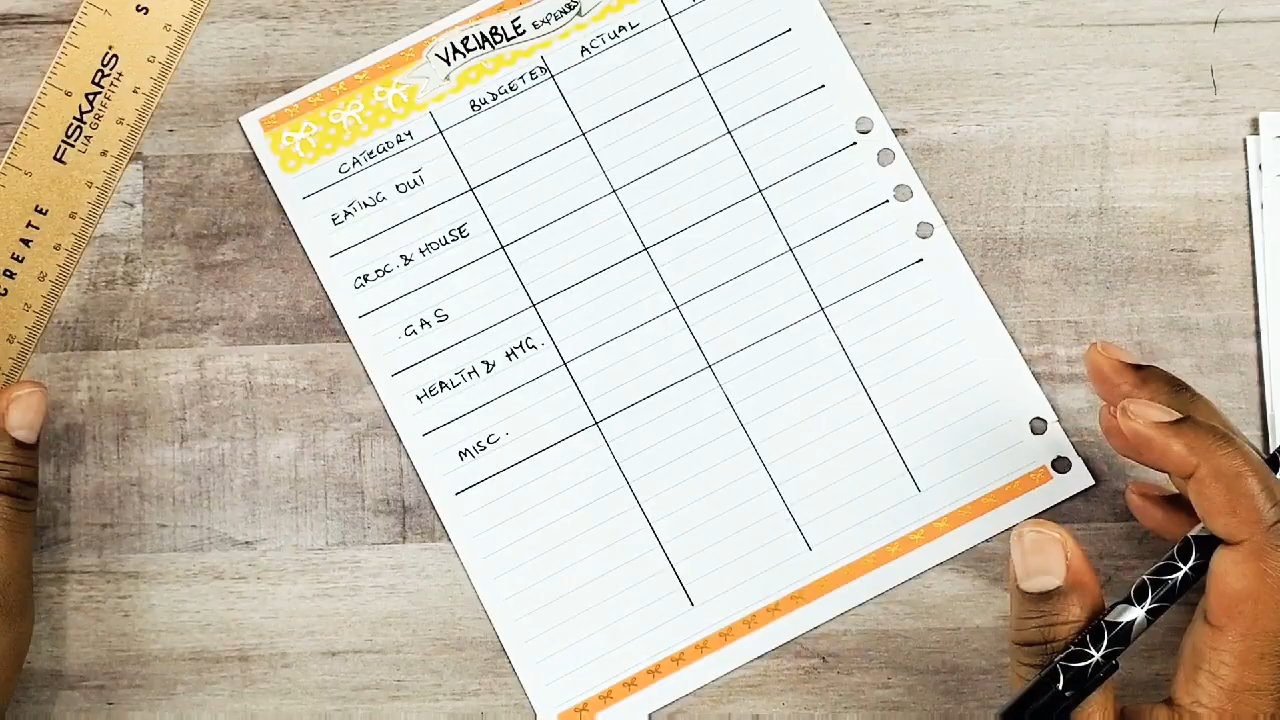 VARIABLE EXPENSES
CATEGORY BUDGETED ACTUAL
EATING OUT
GROC. & HOUSE
GAS
HEALTH & HYG.
MISC.
FISKARS
LIA GRIFFITH
CREATE